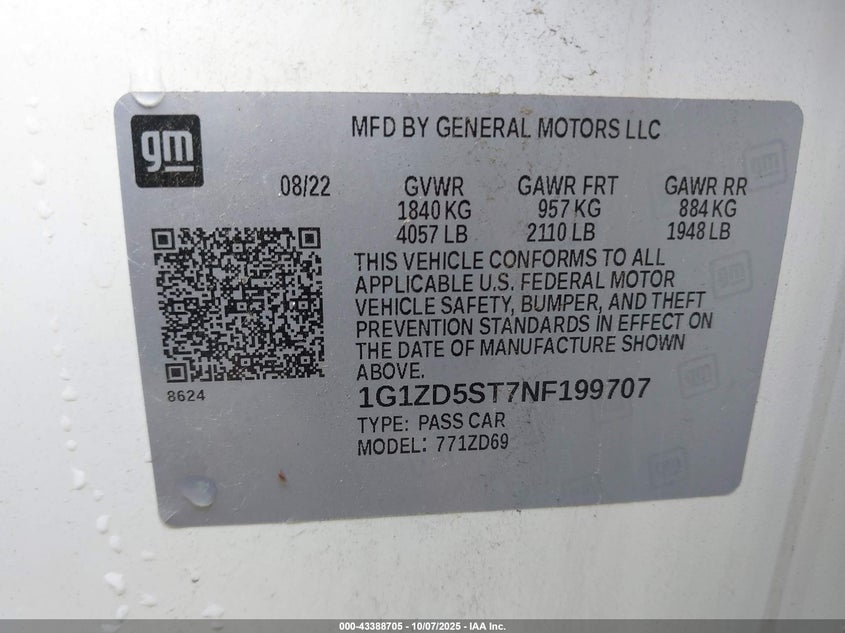 gm
MFD BY GENERAL MOTORS LLC
08/22
GVWR GAWR FRT GAWR RR
1840 KG 957 KG 884 KG
4057 LB 2110 LB 1948 LB
THIS VEHICLE CONFORMS TO ALL
APPLICABLE U.S. FEDERAL MOTOR
VEHICLE SAFETY, BUMPER, AND THEFT
PREVENTION STANDARDS IN EFFECT ON
THE DATE OF MANUFACTURE SHOWN
ABOVE.
8624
1G1ZD5ST7NF199707
TYPE: PASS CAR
MODEL: 771ZD69
000-43388705 - 10/07/2025 - IAA Inc.